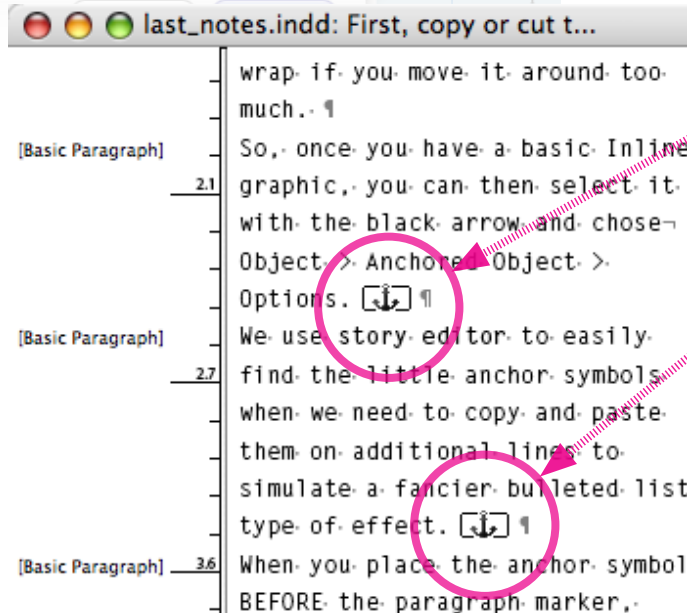 last_notes.indd: First, copy or cut t...
wrap if you move it around too
much. ¶
[Basic Paragraph] So, once you have a basic Inline
2.1 graphic, you can then select it
with the black arrow and chose¬
Object > Anchored Object >
Options. ¶
[Basic Paragraph] We use story editor to easily
2.7 find the little anchor symbols
when we need to copy and paste
them on additional lines to
simulate a fancier bulleted list
type of effect. ¶
[Basic Paragraph] 3.6 When you place the anchor symbol
BEFORE the paragraph marker,